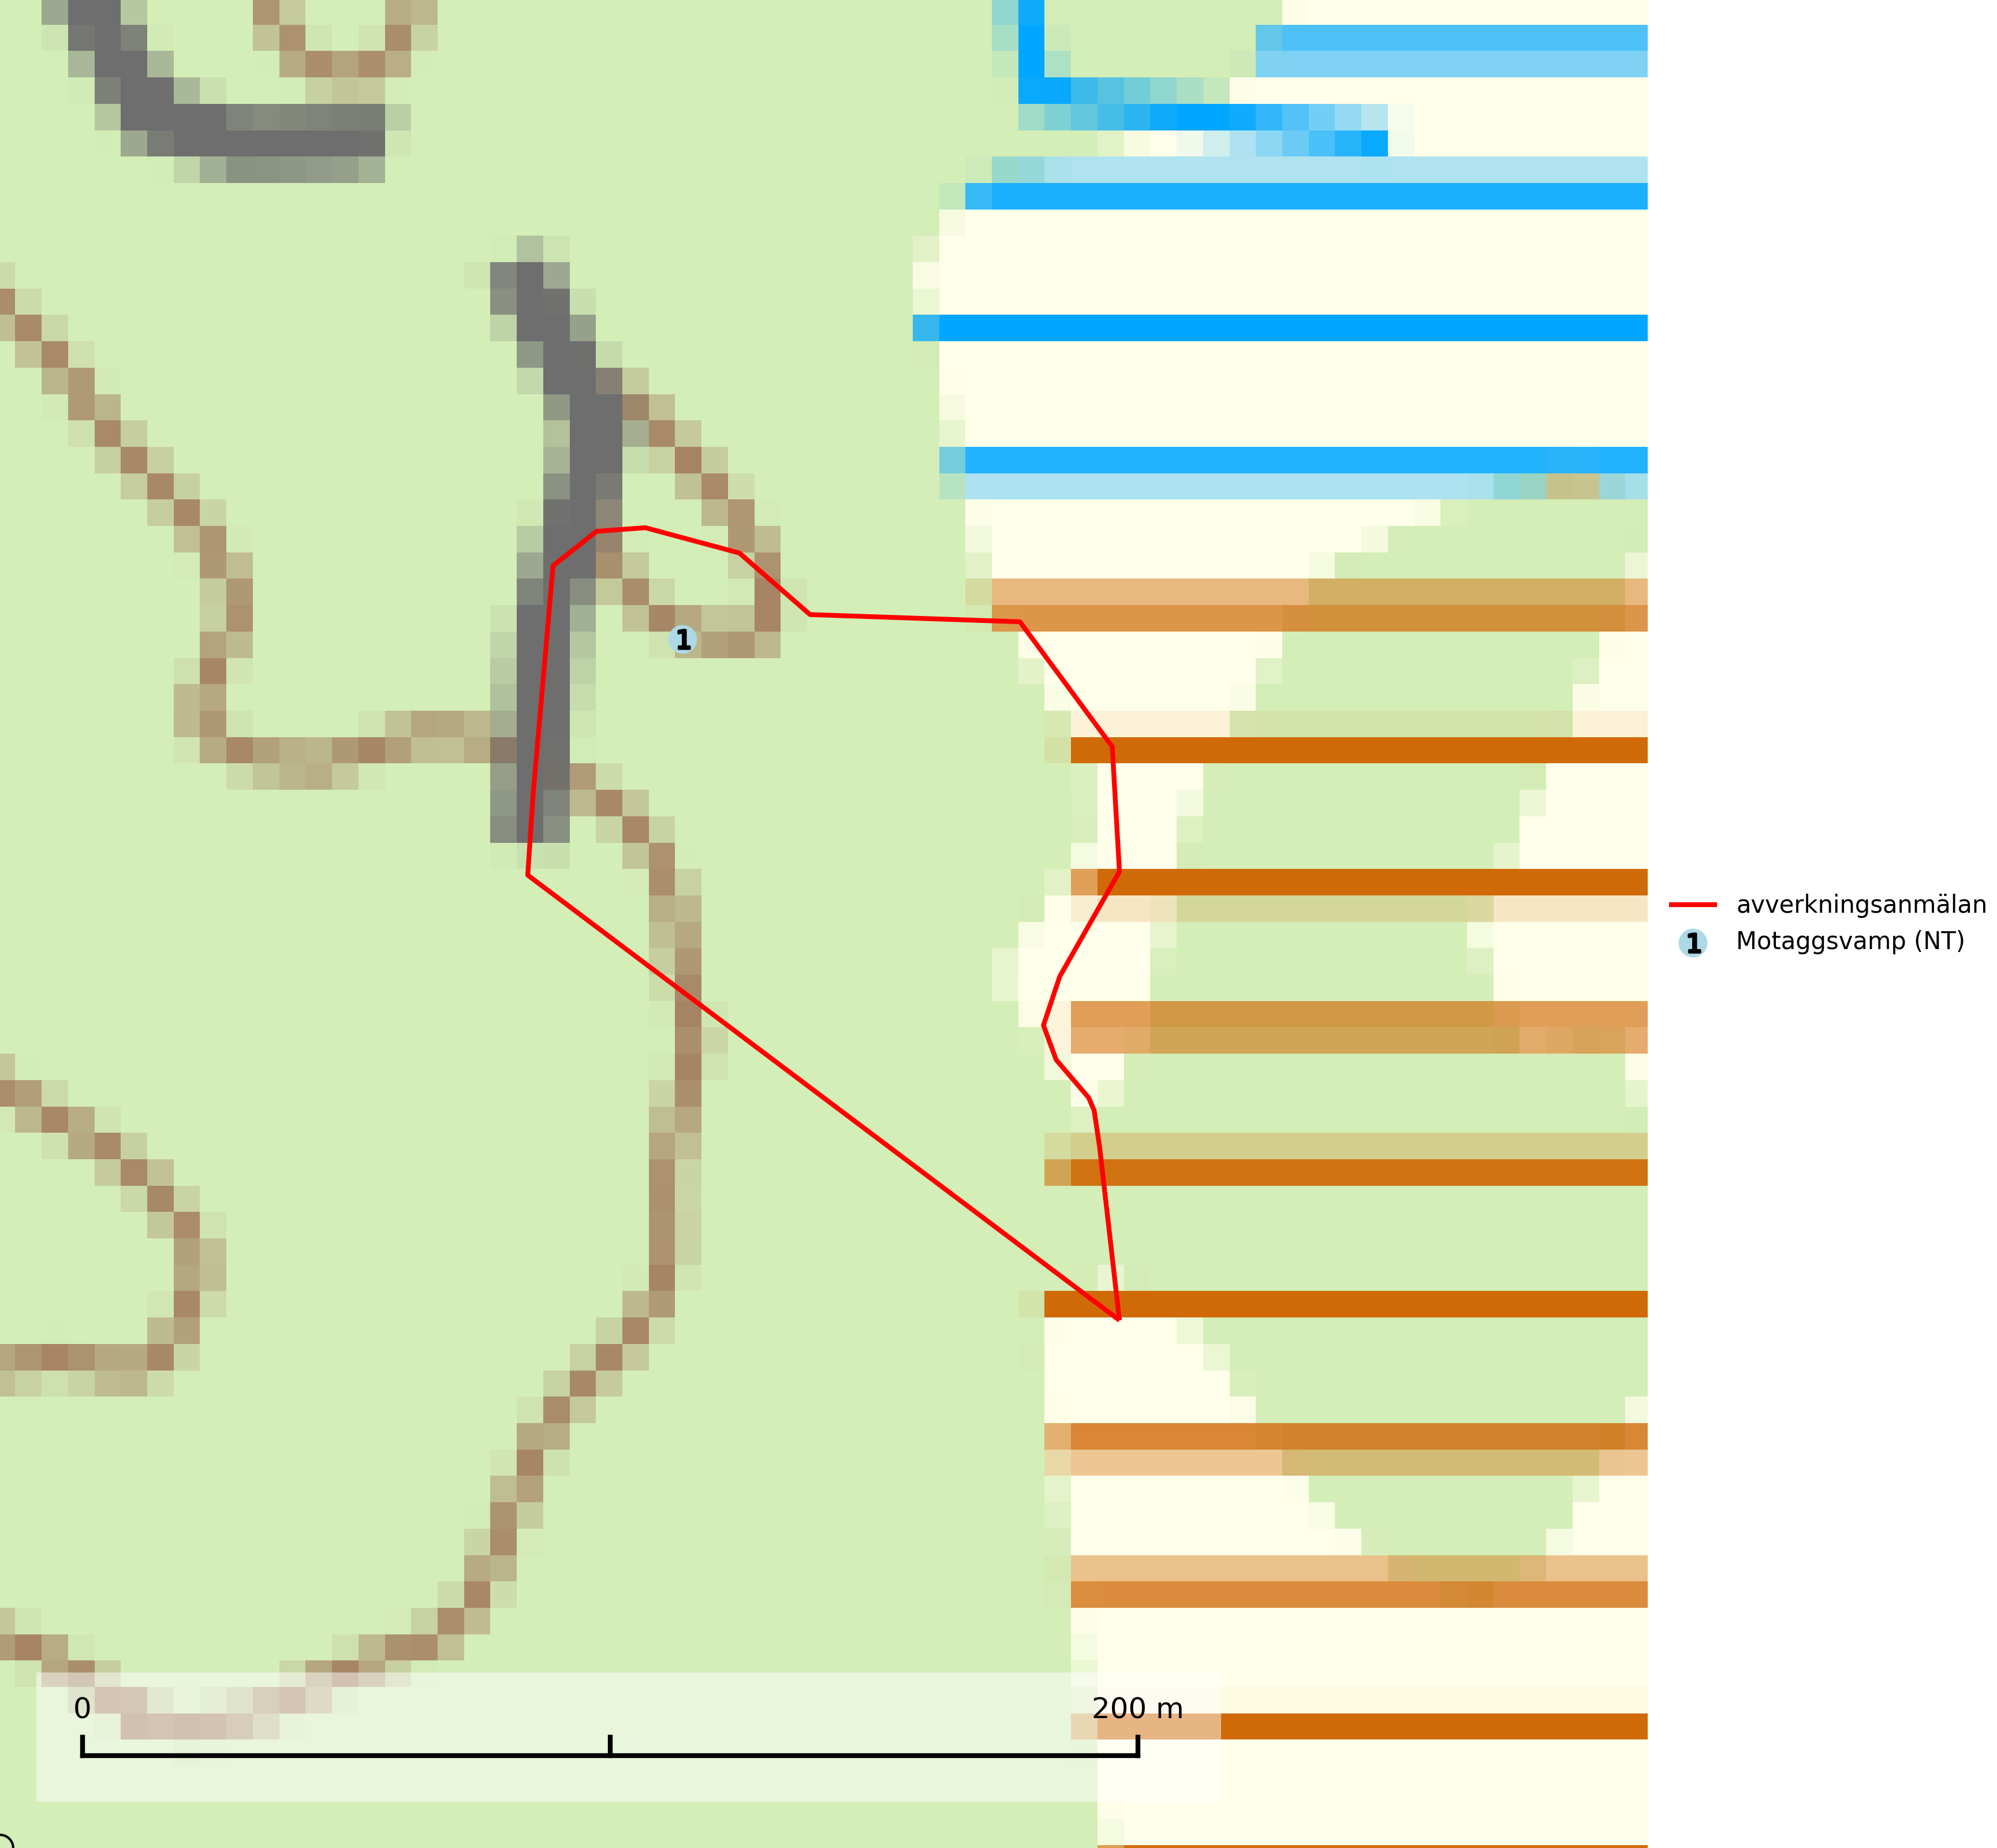 1
avverkningsanmälan
1 Motaggsvamp (NT)
0 200 m